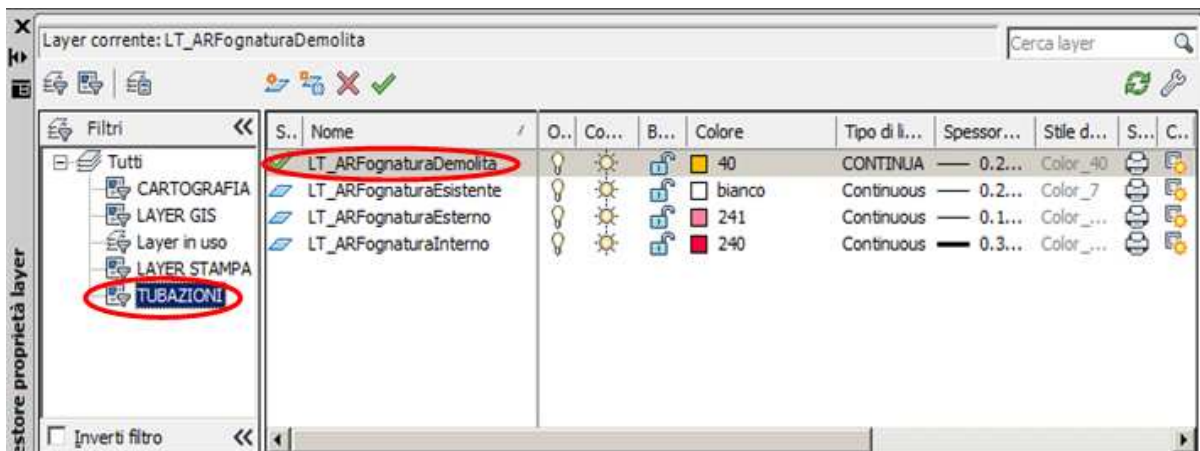 Layer corrente: LT_ARFognaturaDemolita
Cerca layer
Filtri
S.. Nome O.. Co... B... Colore Tipo di li... Spessor... Stile d... S... C..
Tutti
CARTOGRAFIA
LAYER GIS
Layer in uso
LAYER STAMPA
TUBAZIONI
LT_ARFognaturaDemolita 40 CONTINUA 0.2... Color_40
LT_ARFognaturaEsistente bianco Continuous 0.2... Color_7
LT_ARFognaturaEsterno 241 Continuous 0.1... Color_...
LT_ARFognaturaInterno 240 Continuous 0.3... Color_...
Inverti filtro
estore proprietà layer